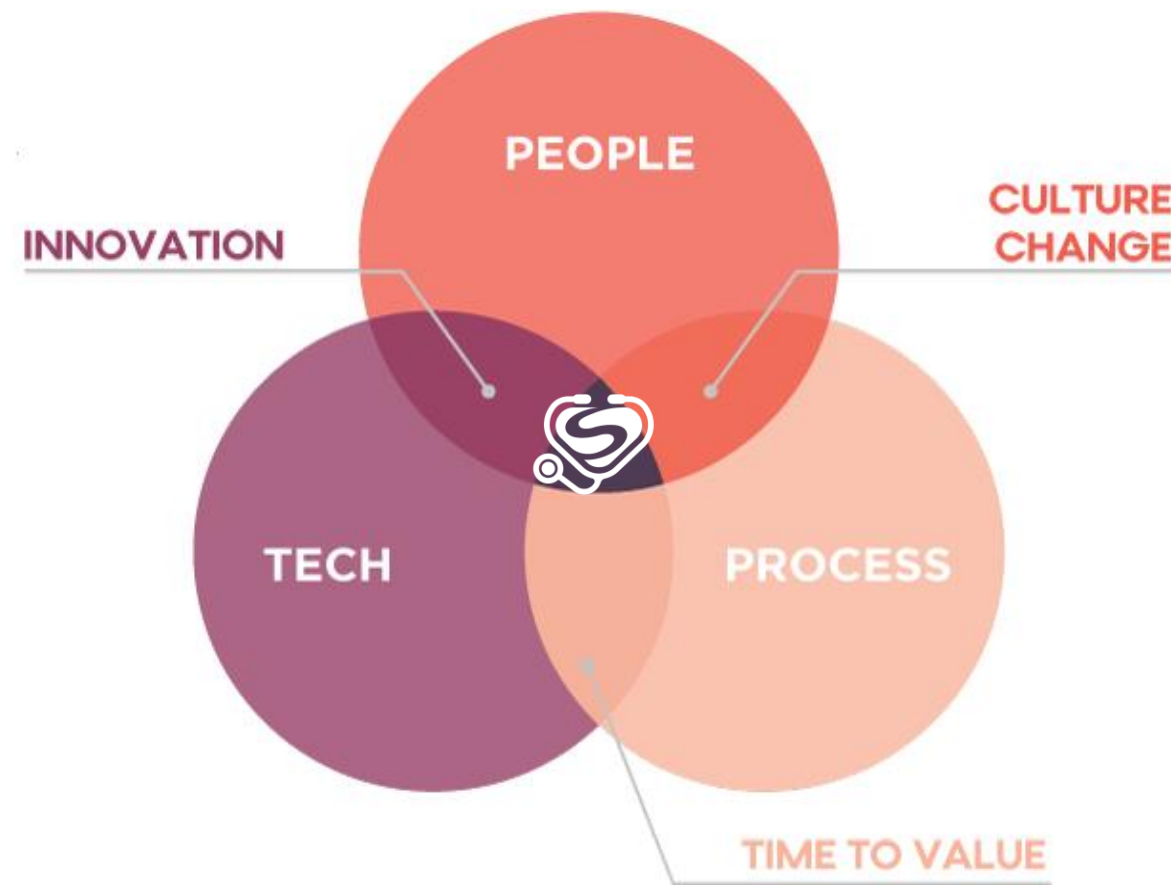 PEOPLE
CULTURE
CHANGE
INNOVATION
S
TECH
PROCESS
TIME TO VALUE